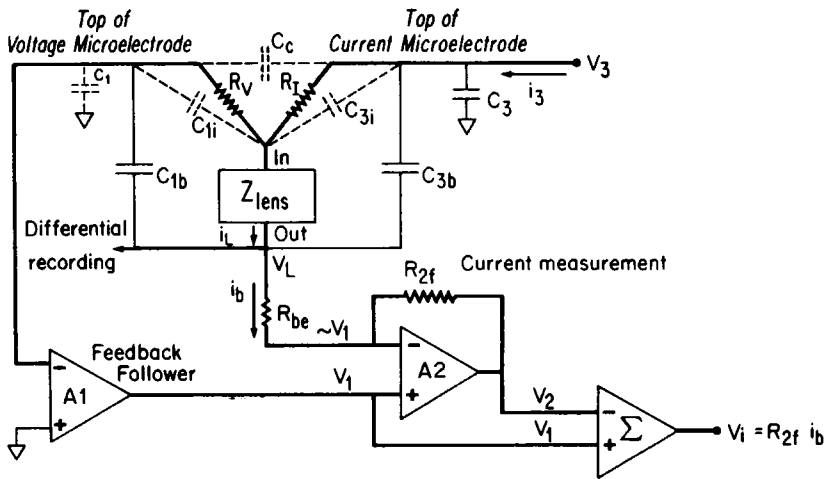 Top of
Voltage Microelectrode
Top of
Current Microelectrode
C_c
V_3
i_3
C_1
R_V
R_I
C_3
C_1i
C_3i
In
C_1b
Z_lens
C_3b
Differential
recording
i_L
Out
V_L
R_2f
Current measurement
i_b
R_be
~V_1
Feedback
Follower
A1
V_1
A2
V_2
V_1
Σ
V_i = R_2f i_b
- + - + - +